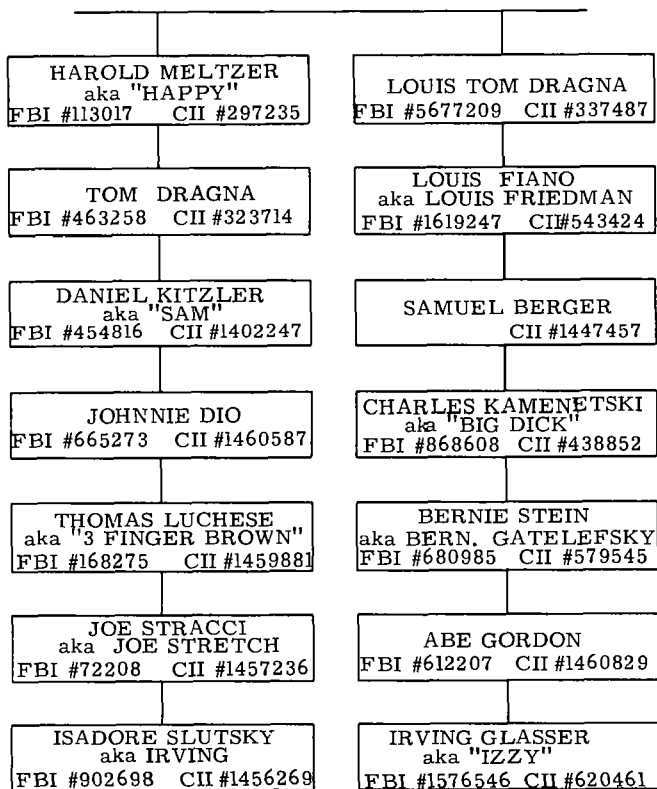 HAROLD MELTZER
aka "HAPPY"
FBI #113017 CII #297235
TOM DRAGNA
FBI #463258 CII #323714
DANIEL KITZLER
aka "SAM"
FBI #454816 CII #1402247
JOHNNIE DIO
FBI #665273 CII #1460587
THOMAS LUCHESE
aka "3 FINGER BROWN"
FBI #168275 CII #1459881
JOE STRACCI
aka JOE STRETCH
FBI #72208 CII #1457236
ISADORE SLUTSKY
aka IRVING
FBI #902698 CII #1456269
LOUIS TOM DRAGNA
FBI #5677209 CII #337487
LOUIS FIANO
aka LOUIS FRIEDMAN
FBI #1619247 CII#543424
SAMUEL BERGER
CII #1447457
CHARLES KAMENETSKI
aka "BIG DICK"
FBI #868608 CII #438852
BERNIE STEIN
aka BERN. GATELEFSKY
FBI #680985 CII #579545
ABE GORDON
FBI #612207 CII #1460829
IRVING GLASSER
aka "IZZY"
FBI #1576546 CII #620461